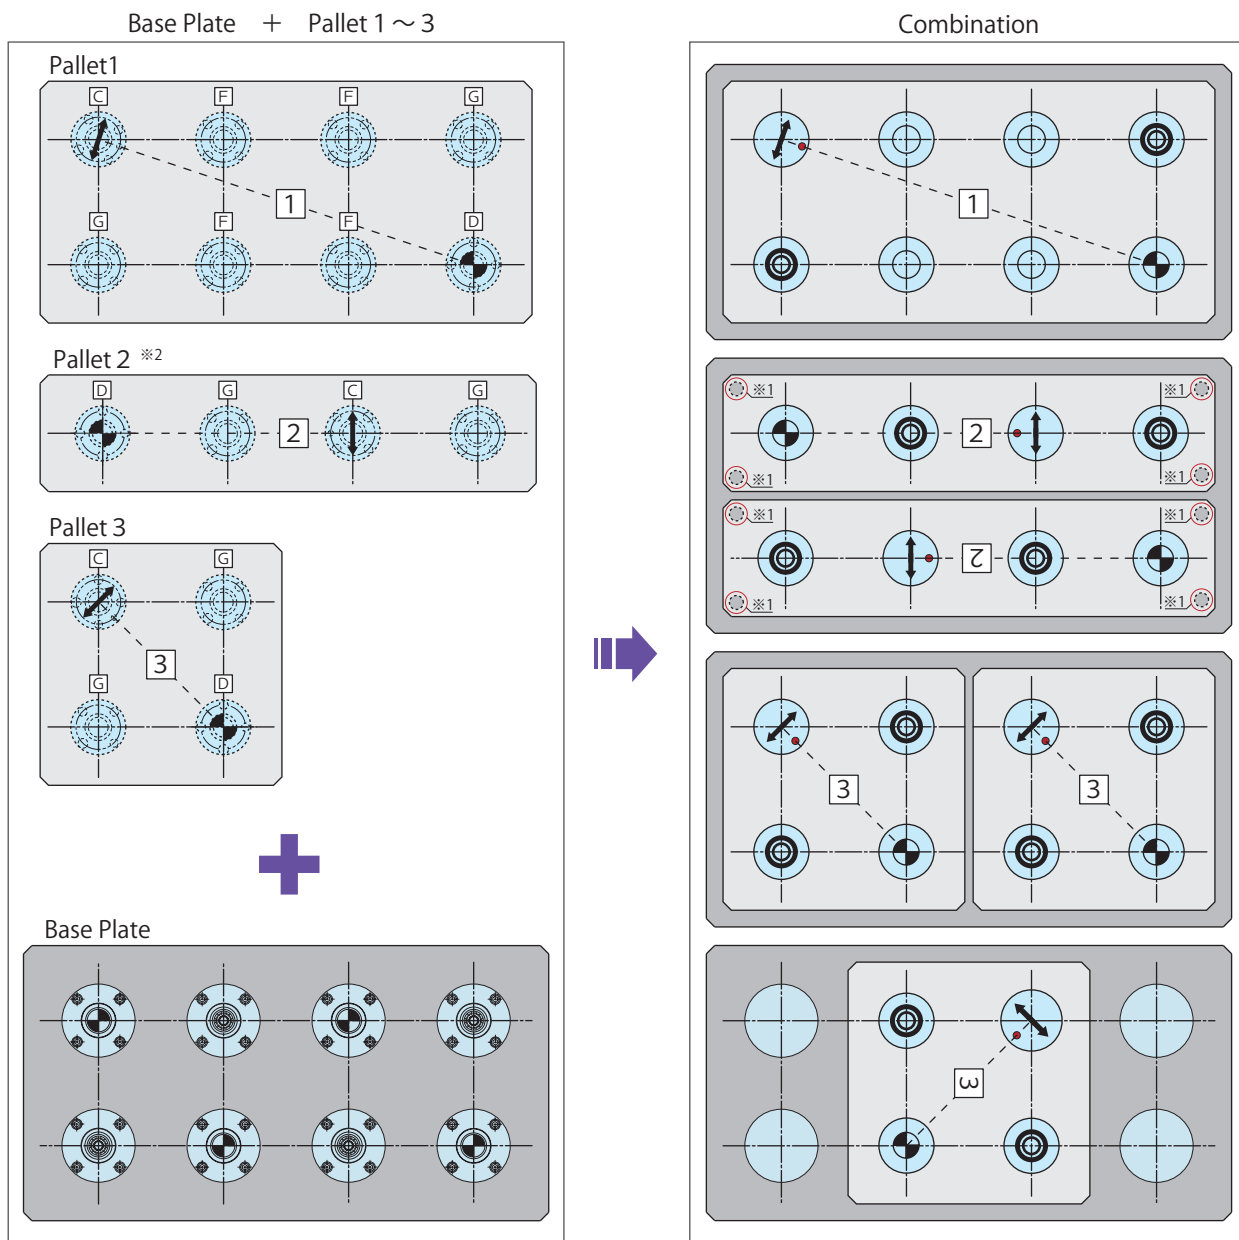 Base Plate + Pallet 1 ～ 3
Pallet1
C F F G
1
G F F D
Pallet 2 ※2
D G C G
2
Pallet 3
C G
3
G D
Base Plate
Combination
1
※1 ※1
2
※1 ※1
※1 ※1
2
※1 ※1
3 3
3